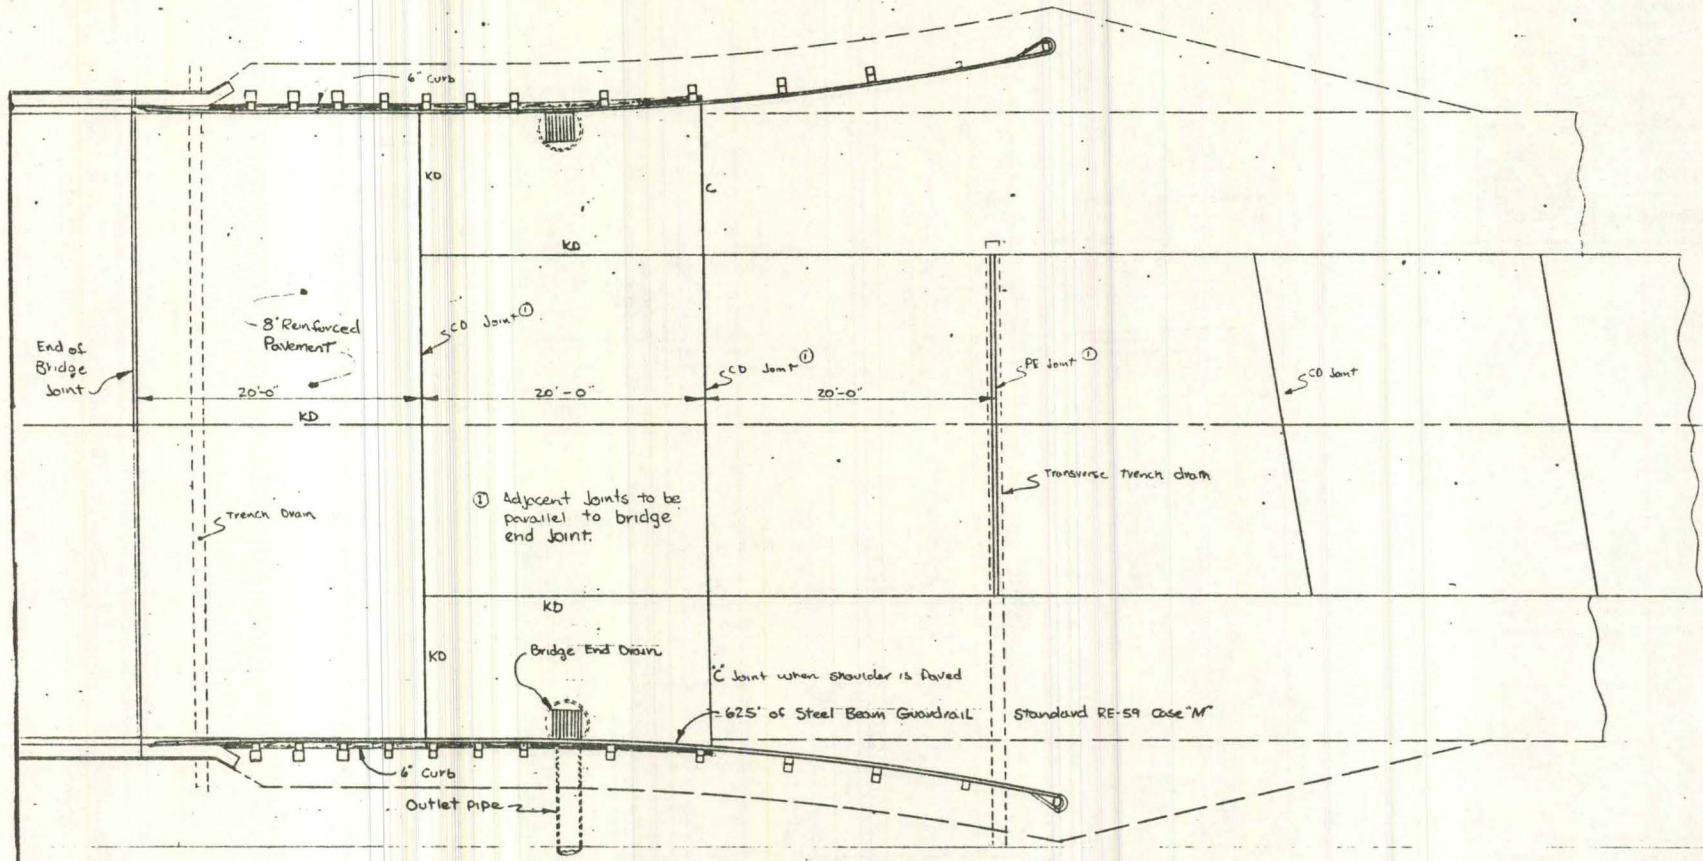 6" Curb
KD
C
KD
8" Reinforced
Pavement
CD Joint ①
End of
Bridge
Joint
CD Joint ①
PE Joint ①
CD Joint
20'-0"
20'-0"
20'-0"
KD
Transverse trench drain
① Adjacent Joints to be
parallel to bridge
end Joint.
Trench Drain
KD
KD
Bridge End Drain
"C" Joint when shoulder is Paved
62.5' of Steel Beam Guardrail
Standard RE-59 Case "M"
6" Curb
Outlet Pipe